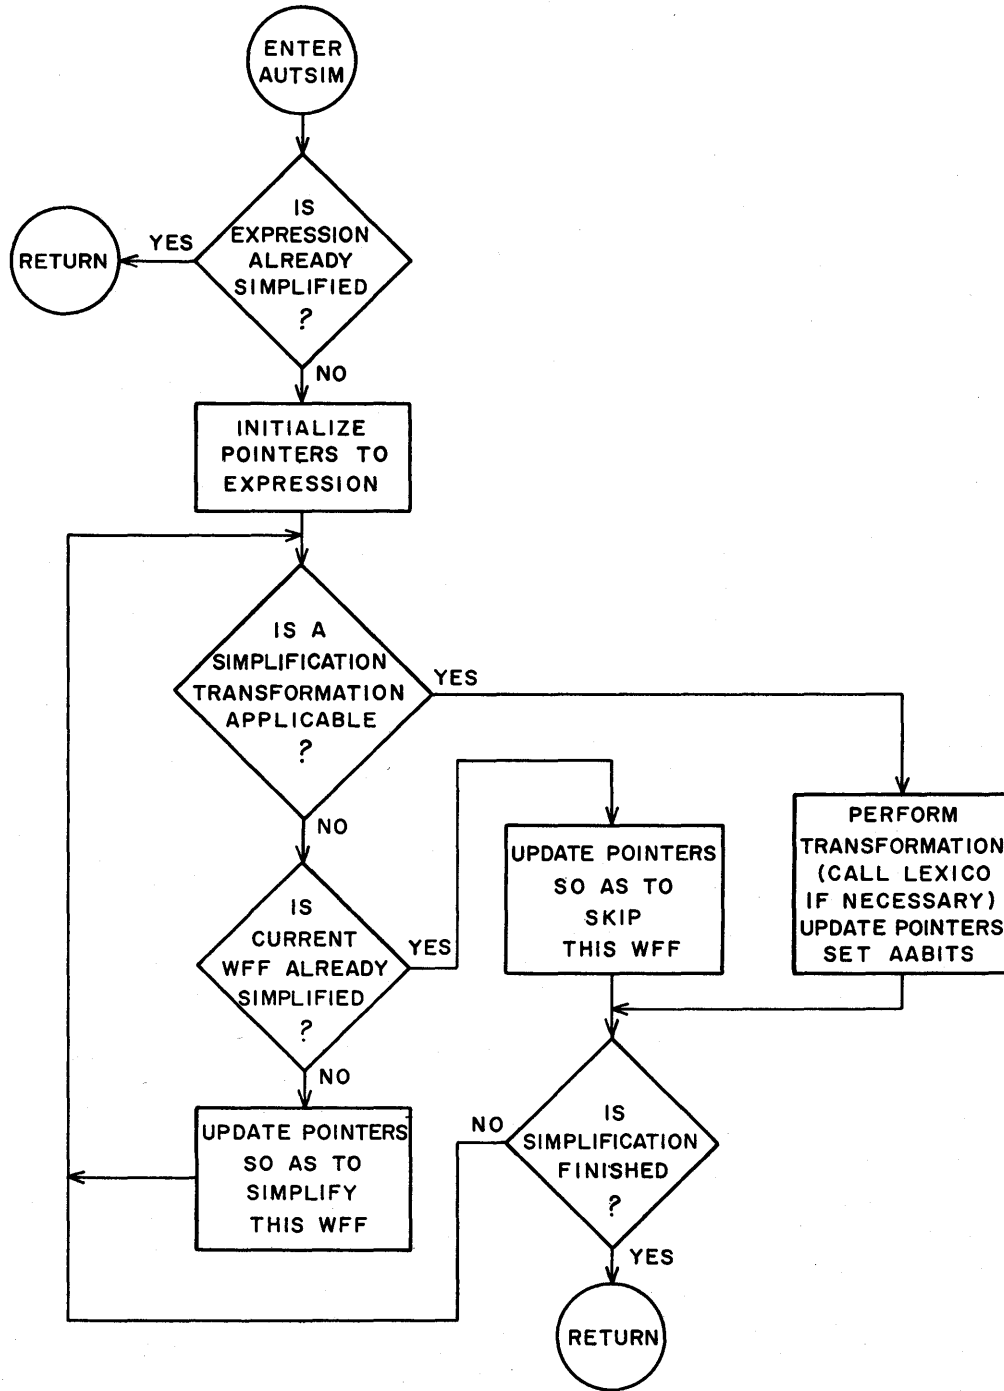 ENTER
AUTSIM
IS
EXPRESSION
ALREADY
SIMPLIFIED
?
YES
RETURN
NO
INITIALIZE
POINTERS TO
EXPRESSION
IS A
SIMPLIFICATION
TRANSFORMATION
APPLICABLE
?
YES
NO
PERFORM
TRANSFORMATION
(CALL LEXICO
IF NECESSARY)
UPDATE POINTERS
SET AABITS
IS
CURRENT
WFF ALREADY
SIMPLIFIED
?
YES
UPDATE POINTERS
SO AS TO
SKIP
THIS WFF
NO
UPDATE POINTERS
SO AS TO
SIMPLIFY
THIS WFF
IS
SIMPLIFICATION
FINISHED
?
NO
YES
RETURN